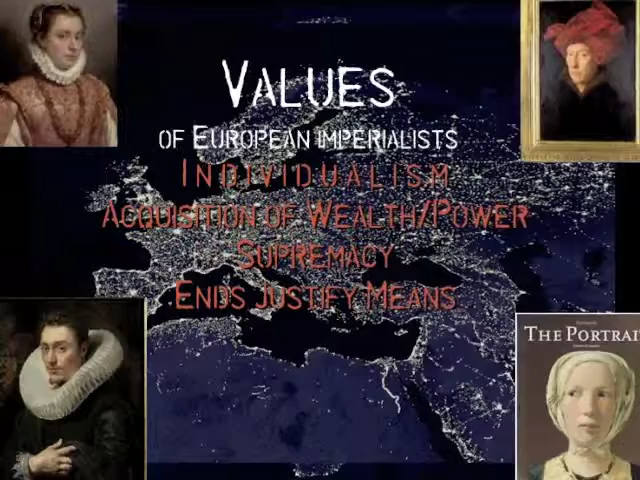 VALUES
OF EUROPEAN IMPERIALISTS
INDIVIDUALISM
ACQUISITION OF WEALTH/POWER
SUPREMACY
ENDS JUSTIFY MEANS
THE PORTRAI